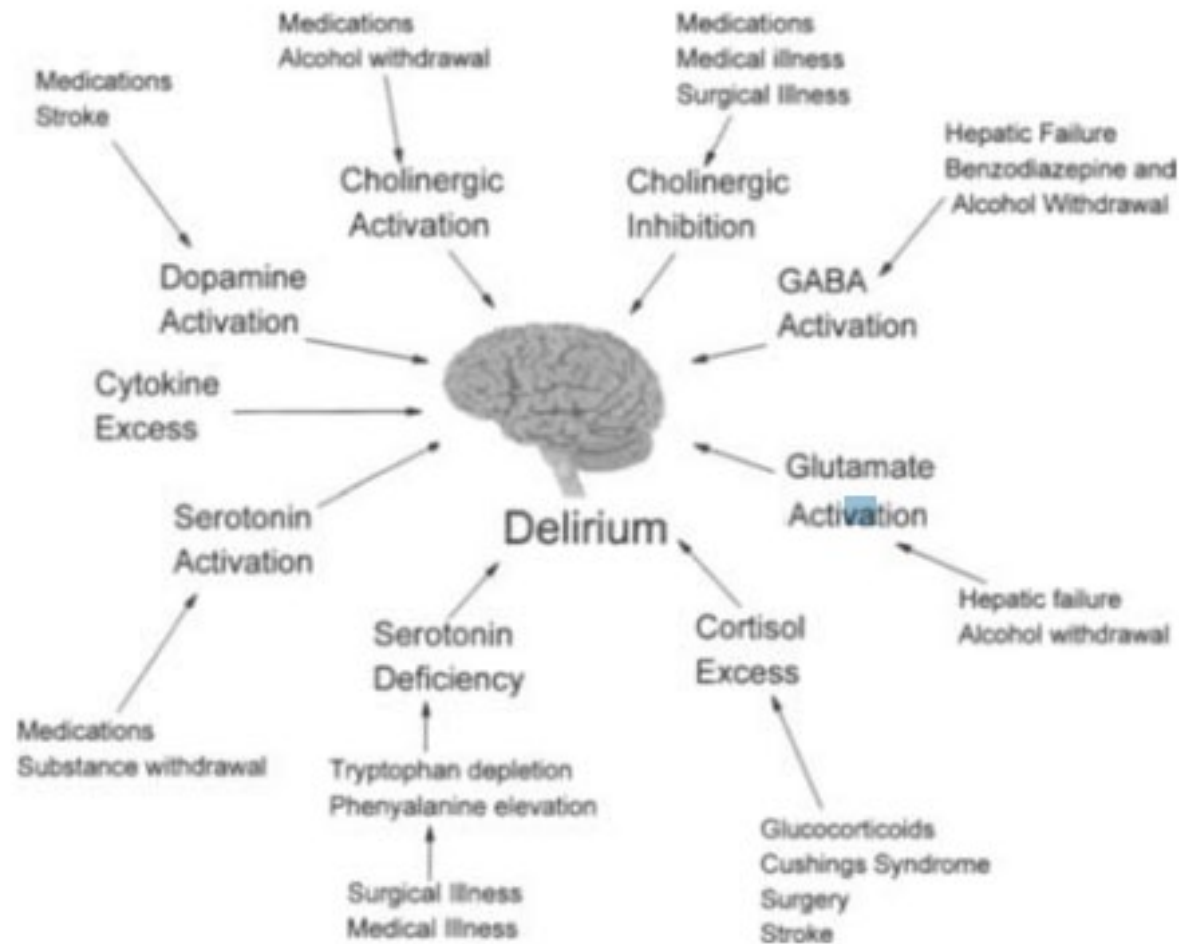 Medications
Alcohol withdrawal
Medications
Medical illness
Surgical Illness
Medications
Stroke
Hepatic Failure
Benzodiazepine and
Alcohol Withdrawal
Cholinergic
Activation
Cholinergic
Inhibition
Dopamine
Activation
GABA
Activation
Cytokine
Excess
Glutamate
Activation
Serotonin
Activation
Delirium
Hepatic failure
Alcohol withdrawal
Serotonin
Deficiency
Cortisol
Excess
Medications
Substance withdrawal
Tryptophan depletion
Phenyalanine elevation
Glucocorticoids
Cushings Syndrome
Surgery
Stroke
Surgical Illness
Medical Illness